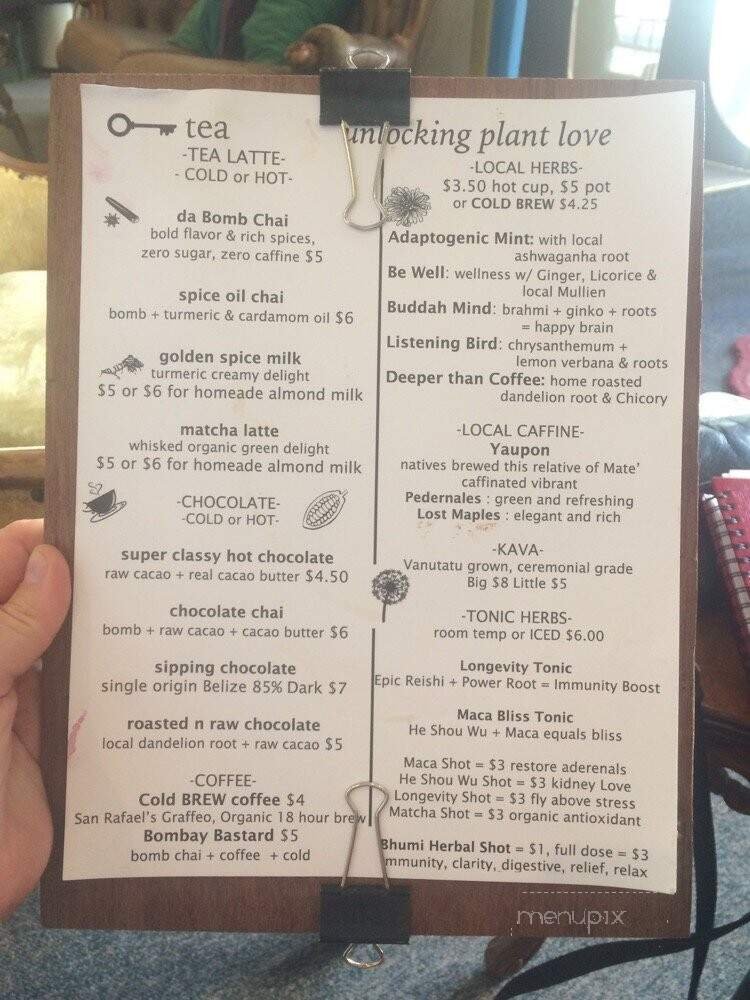 tea
-TEA LATTE-
- COLD or HOT-
da Bomb Chai
bold flavor & rich spices,
zero sugar, zero caffine $5
spice oil chai
bomb + turmeric & cardamom oil $6
golden spice milk
turmeric creamy delight
$5 or $6 for homeade almond milk
matcha latte
whisked organic green delight
$5 or $6 for homeade almond milk
-CHOCOLATE-
-COLD or HOT-
super classy hot chocolate
raw cacao + real cacao butter $4.50
chocolate chai
bomb + raw cacao + cacao butter $6
sipping chocolate
single origin Belize 85% Dark $7
roasted n raw chocolate
local dandelion root + raw cacao $5
-COFFEE-
Cold BREW coffee $4
San Rafael's Graffeo, Organic 18 hour brew
Bombay Bastard $5
bomb chai + coffee + cold
unlocking plant love
-LOCAL HERBS-
$3.50 hot cup, $5 pot
or COLD BREW $4.25
Adaptogenic Mint: with local
ashwaganha root
Be Well: wellness w/ Ginger, Licorice &
local Mullien
Buddah Mind: brahmi + ginko + roots
= happy brain
Listening Bird: chrysanthemum +
lemon verbana & roots
Deeper than Coffee: home roasted
dandelion root & Chicory
-LOCAL CAFFINE-
Yaupon
natives brewed this relative of Mate'
caffinated vibrant
Pedernales : green and refreshing
Lost Maples : elegant and rich
-KAVA-
Vanutatu grown, ceremonial grade
Big $8 Little $5
-TONIC HERBS-
room temp or ICED $6.00
Longevity Tonic
Epic Reishi + Power Root = Immunity Boost
Maca Bliss Tonic
He Shou Wu + Maca equals bliss
Maca Shot = $3 restore aderenals
He Shou Wu Shot = $3 kidney Love
Longevity Shot = $3 fly above stress
Matcha Shot = $3 organic antioxidant
Bhumi Herbal Shot = $1, full dose = $3
mmunity, clarity, digestive, relief, relax
menupix